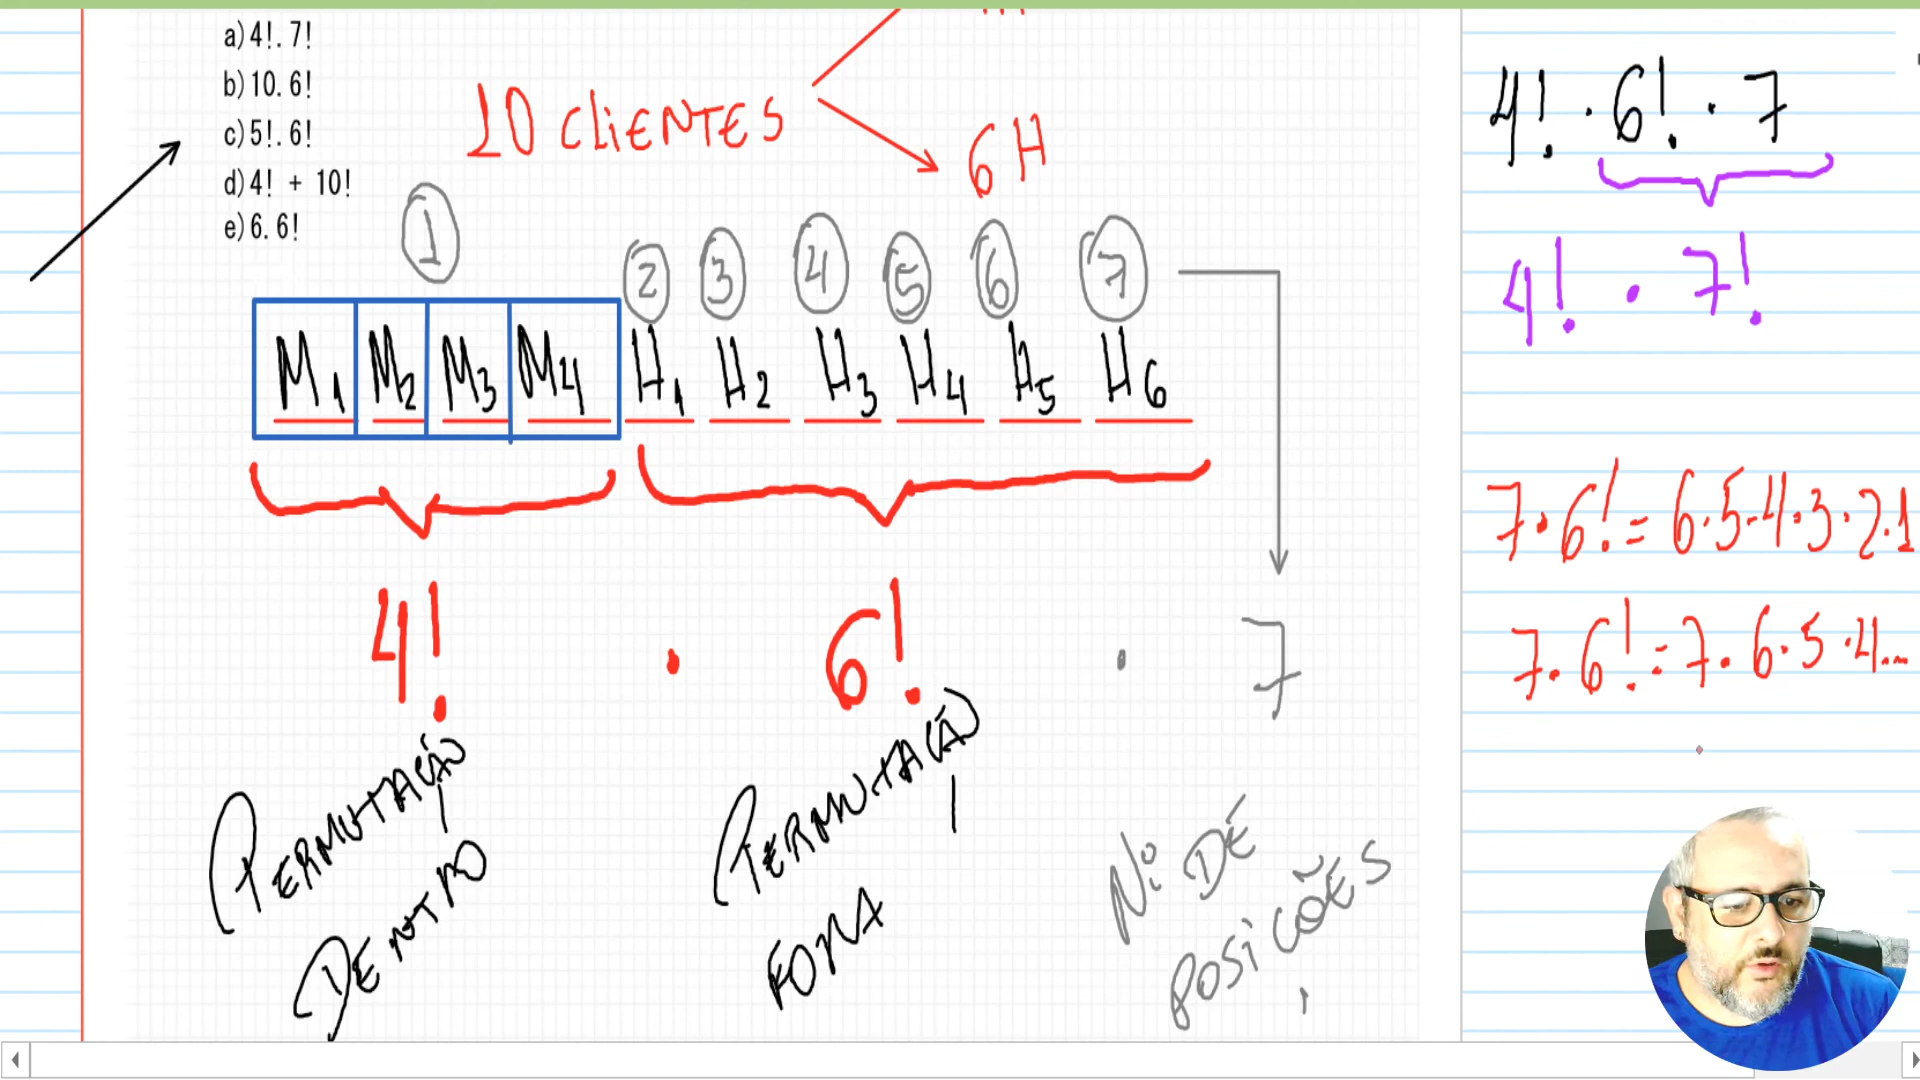 a) 4!.7!
b) 10.6!
c) 5!.6!
d) 4! + 10!
e) 6.6!
10 CLIENTES
6H
1 2 3 4 5 6 7
M1 M2 M3 M4 H1 H2 H3 H4 H5 H6
4! . 6! . 7
PERMUTAÇÃO
DENTRO
PERMUTAÇÃO
FORA
Nº DE
POSIÇÕES
4! . 6! . 7
4! . 7!
7.6! = 6.5.4.3.2.1
7.6! = 7.6.5.4...